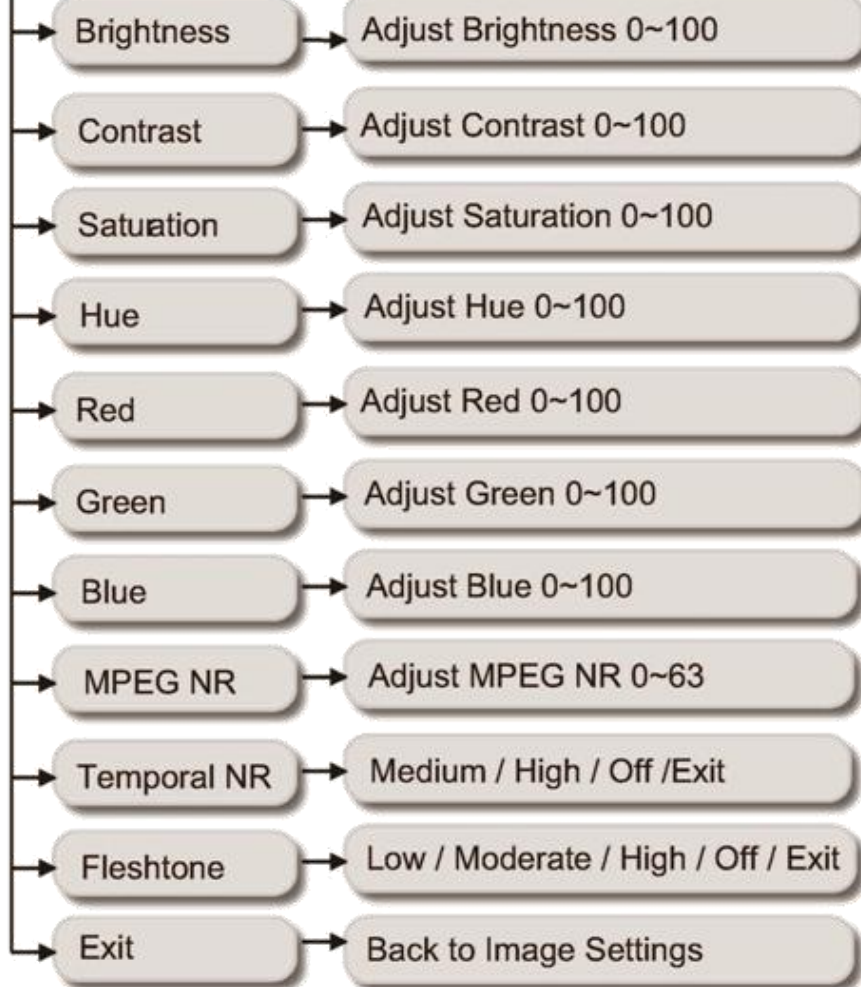 Brightness Adjust Brightness 0~100
Contrast Adjust Contrast 0~100
Saturation Adjust Saturation 0~100
Hue Adjust Hue 0~100
Red Adjust Red 0~100
Green Adjust Green 0~100
Blue Adjust Blue 0~100
MPEG NR Adjust MPEG NR 0~63
Temporal NR Medium / High / Off /Exit
Fleshtone Low / Moderate / High / Off / Exit
Exit Back to Image Settings